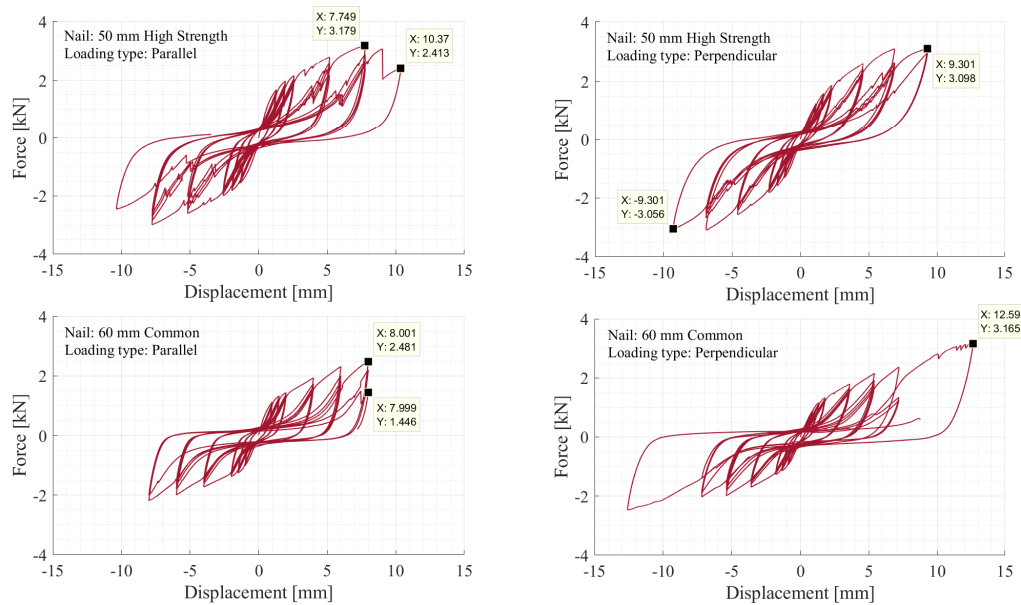 Nail: 50 mm High Strength
Loading type: Parallel
X: 7.749
Y: 3.179
X: 10.37
Y: 2.413
4
2
0
-2
-4
Force [kN]
-15 -10 -5 0 5 10 15
Displacement [mm]
Nail: 50 mm High Strength
Loading type: Perpendicular
X: 9.301
Y: 3.098
X: -9.301
Y: -3.056
4
2
0
-2
-4
Force [kN]
-15 -10 -5 0 5 10 15
Displacement [mm]
Nail: 60 mm Common
Loading type: Parallel
X: 8.001
Y: 2.481
X: 7.999
Y: 1.446
4
2
0
-2
-4
Force [kN]
-15 -10 -5 0 5 10 15
Displacement [mm]
Nail: 60 mm Common
Loading type: Perpendicular
X: 12.59
Y: 3.165
4
2
0
-2
-4
Force [kN]
-15 -10 -5 0 5 10 15
Displacement [mm]